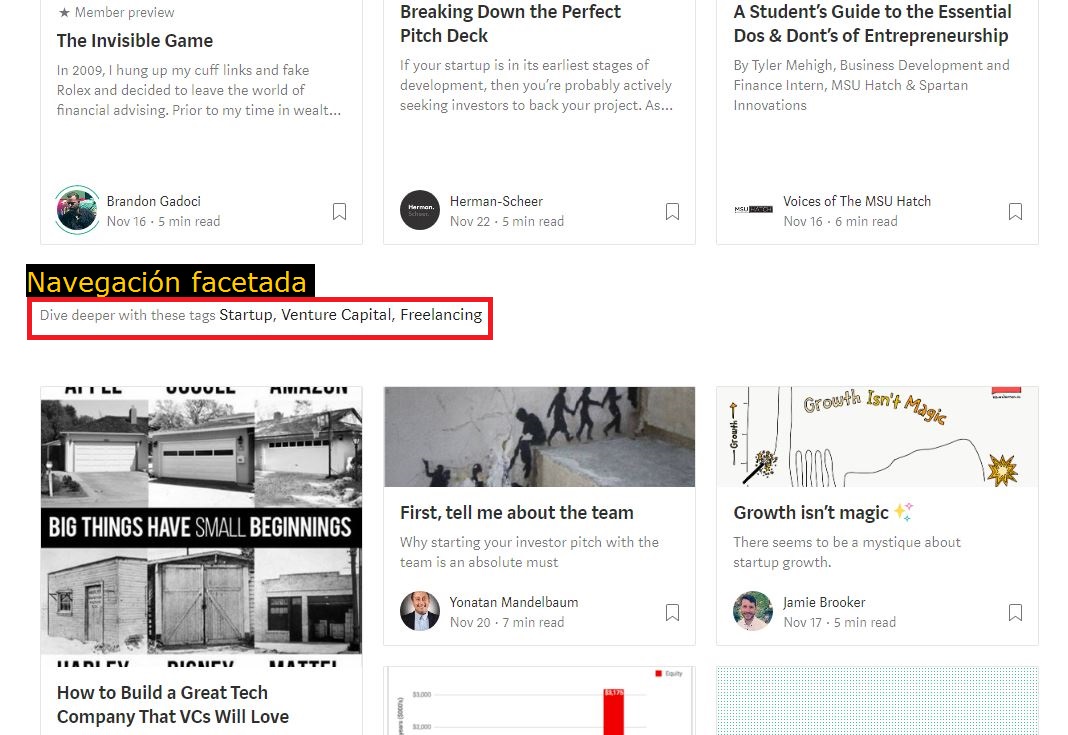 ★ Member preview
The Invisible Game
In 2009, I hung up my cuff links and fake
Rolex and decided to leave the world of
financial advising. Prior to my time in wealt...
Brandon Gadoci
Nov 16 · 5 min read
Breaking Down the Perfect
Pitch Deck
If your startup is in its earliest stages of
development, then you’re probably actively
seeking investors to back your project. As...
Herman.
Scheer.
Herman-Scheer
Nov 22 · 5 min read
A Student’s Guide to the Essential
Dos & Dont’s of Entrepreneurship
By Tyler Mehigh, Business Development and
Finance Intern, MSU Hatch & Spartan
Innovations
MSU HATCH
Voices of The MSU Hatch
Nov 16 · 6 min read
Navegación facetada
Dive deeper with these tags Startup, Venture Capital, Freelancing
APPLE GOOGLE AMAZON
BIG THINGS HAVE SMALL BEGINNINGS
HARLEY DISNEY MATTEL
How to Build a Great Tech
Company That VCs Will Love
First, tell me about the team
Why starting your investor pitch with the
team is an absolute must
Yonatan Mandelbaum
Nov 20 · 7 min read
Growth Isn't Magic
Growth
Growth isn’t magic ✨
There seems to be a mystique about
startup growth.
Jamie Brooker
Nov 17 · 5 min read
Equity
$3,000
$3,175